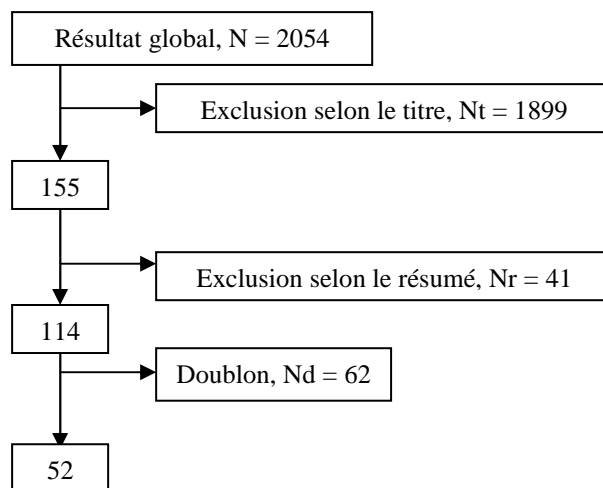 Résultat global, N = 2054
Exclusion selon le titre, Nt = 1899
155
Exclusion selon le résumé, Nr = 41
114
Doublon, Nd = 62
52